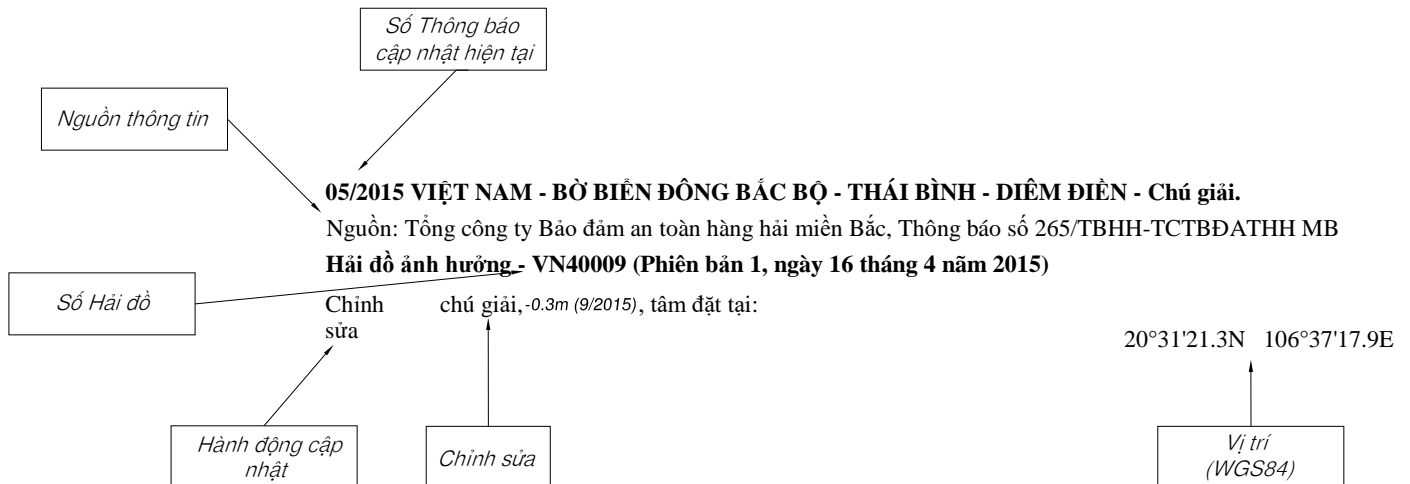 Số Thông báo
cập nhật hiện tại
Nguồn thông tin
05/2015 VIỆT NAM - BỜ BIỂN ĐÔNG BẮC BỘ - THÁI BÌNH - DIÊM ĐIỀN - Chú giải.
Nguồn: Tổng công ty Bảo đảm an toàn hàng hải miền Bắc, Thông báo số 265/TBHH-TCTBĐATHH MB
Hải đồ ảnh hưởng - VN40009 (Phiên bản 1, ngày 16 tháng 4 năm 2015)
Số Hải đồ
Chỉnh sửa chú giải, -0.3m (9/2015), tâm đặt tại:
20°31'21.3N 106°37'17.9E
Hành động cập
nhật
Chỉnh sửa
Vị trí
(WGS84)